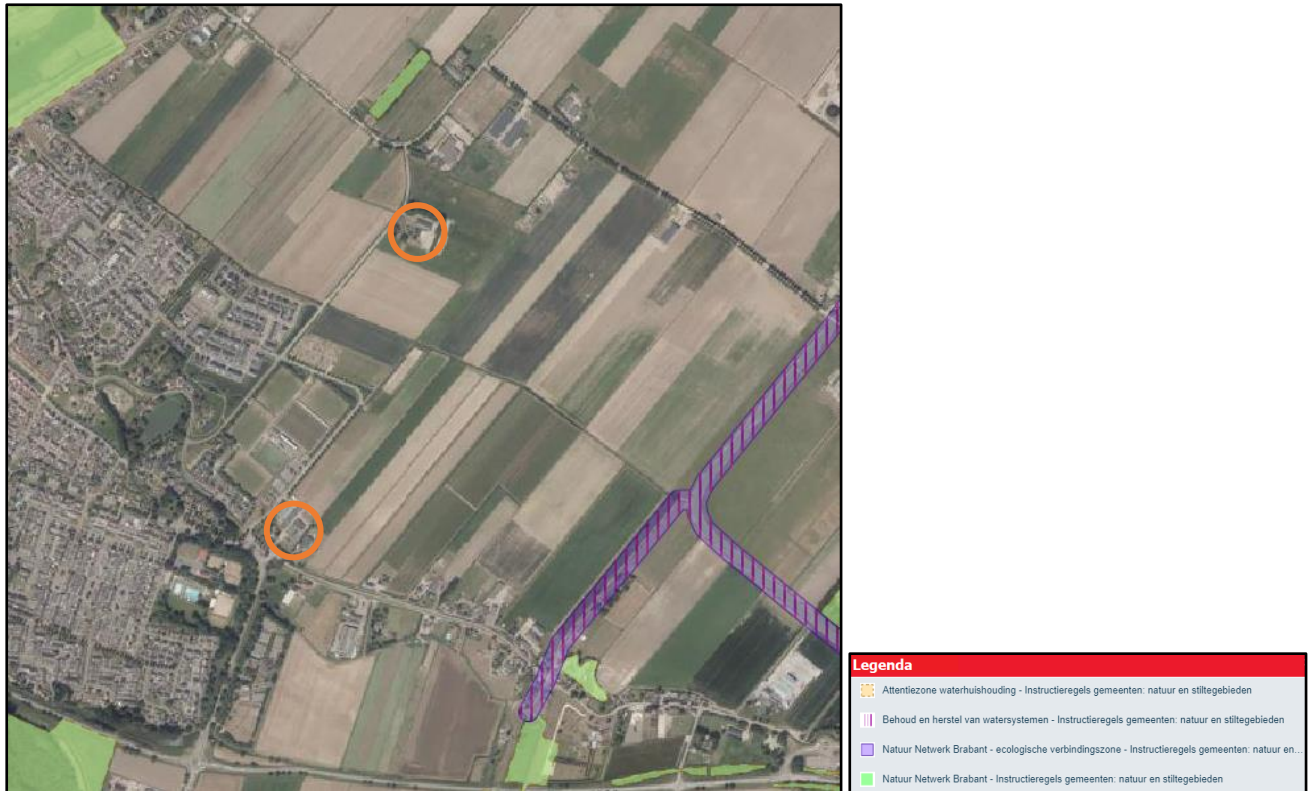 Legenda
Attentiezone waterhuishouding - Instructieregels gemeenten: natuur en stiltegebieden
Behoud en herstel van watersystemen - Instructieregels gemeenten: natuur en stiltegebieden
Natuur Netwerk Brabant - ecologische verbindingszone - Instructieregels gemeenten: natuur en...
Natuur Netwerk Brabant - Instructieregels gemeenten: natuur en stiltegebieden